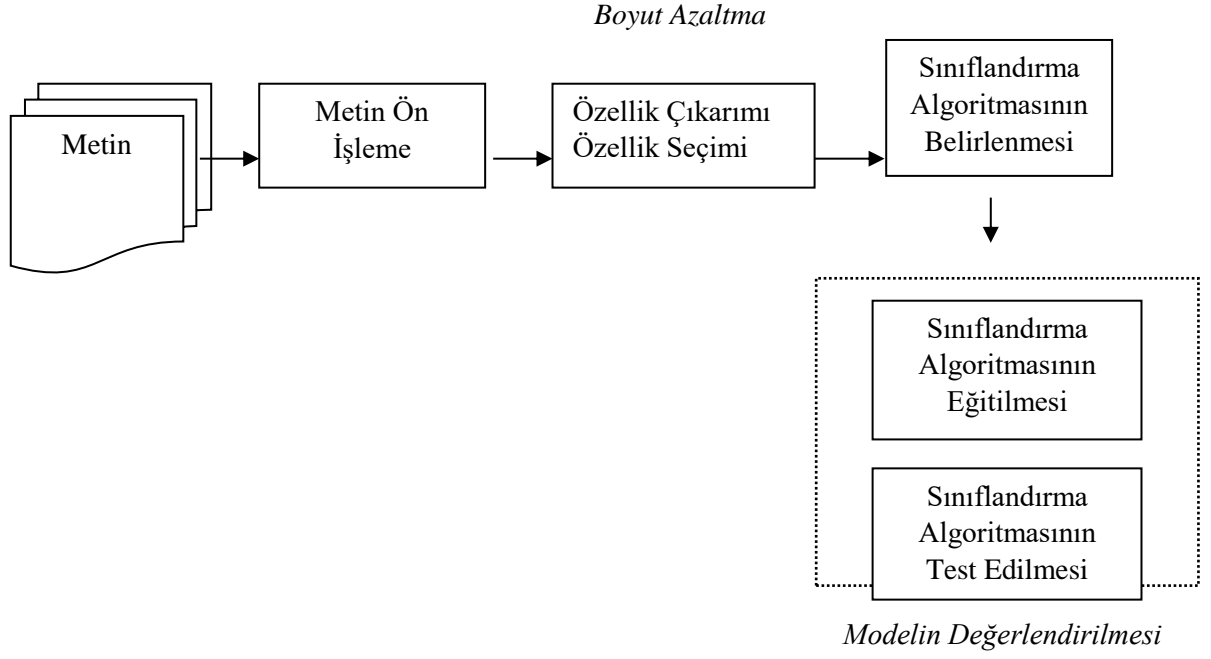 Boyut Azaltma
Metin
Metin Ön
İşleme
Özellik Çıkarımı
Özellik Seçimi
Sınıflandırma
Algoritmasının
Belirlenmesi
Sınıflandırma
Algoritmasının
Eğitilmesi
Sınıflandırma
Algoritmasının
Test Edilmesi
Modelin Değerlendirilmesi